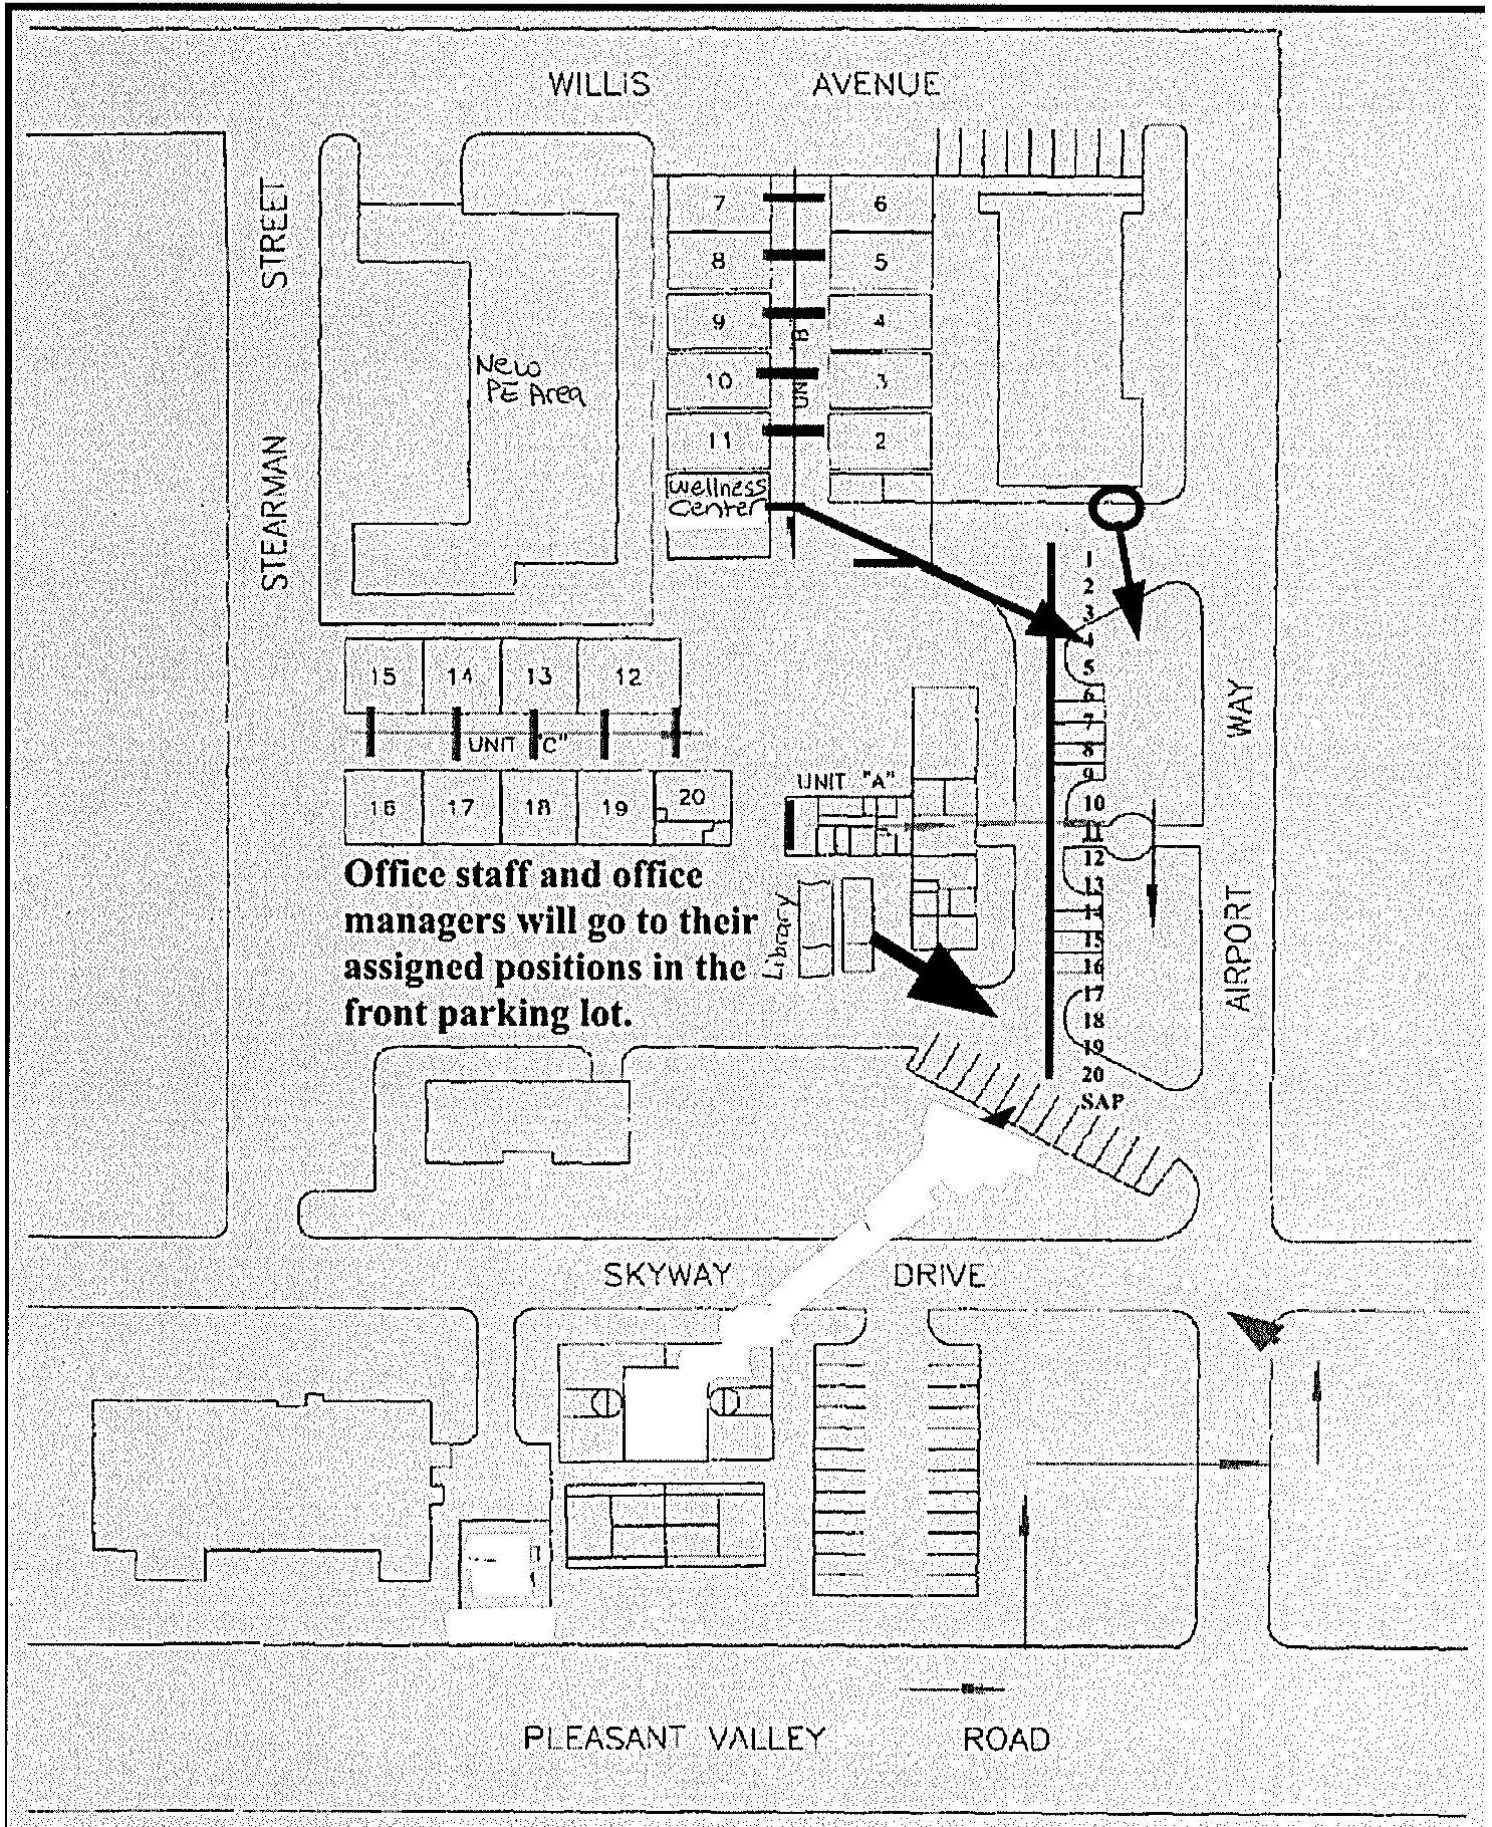 WILLIS AVENUE
STREET
STEARMAN
7 6
8 5
9 4
10 3
11 2
UNI "B"
New
PE Area
Wellness
Center
1
2
3
4
5
6
7
8
9
10
11
12
13
14
15
16
17
18
19
20
SAP
15 14 13 12
UNIT "C"
16 17 18 19 20
UNIT "A"
Library
Office staff and office
managers will go to their
assigned positions in the
front parking lot.
WAY
AIRPORT
SKYWAY DRIVE
PLEASANT VALLEY ROAD